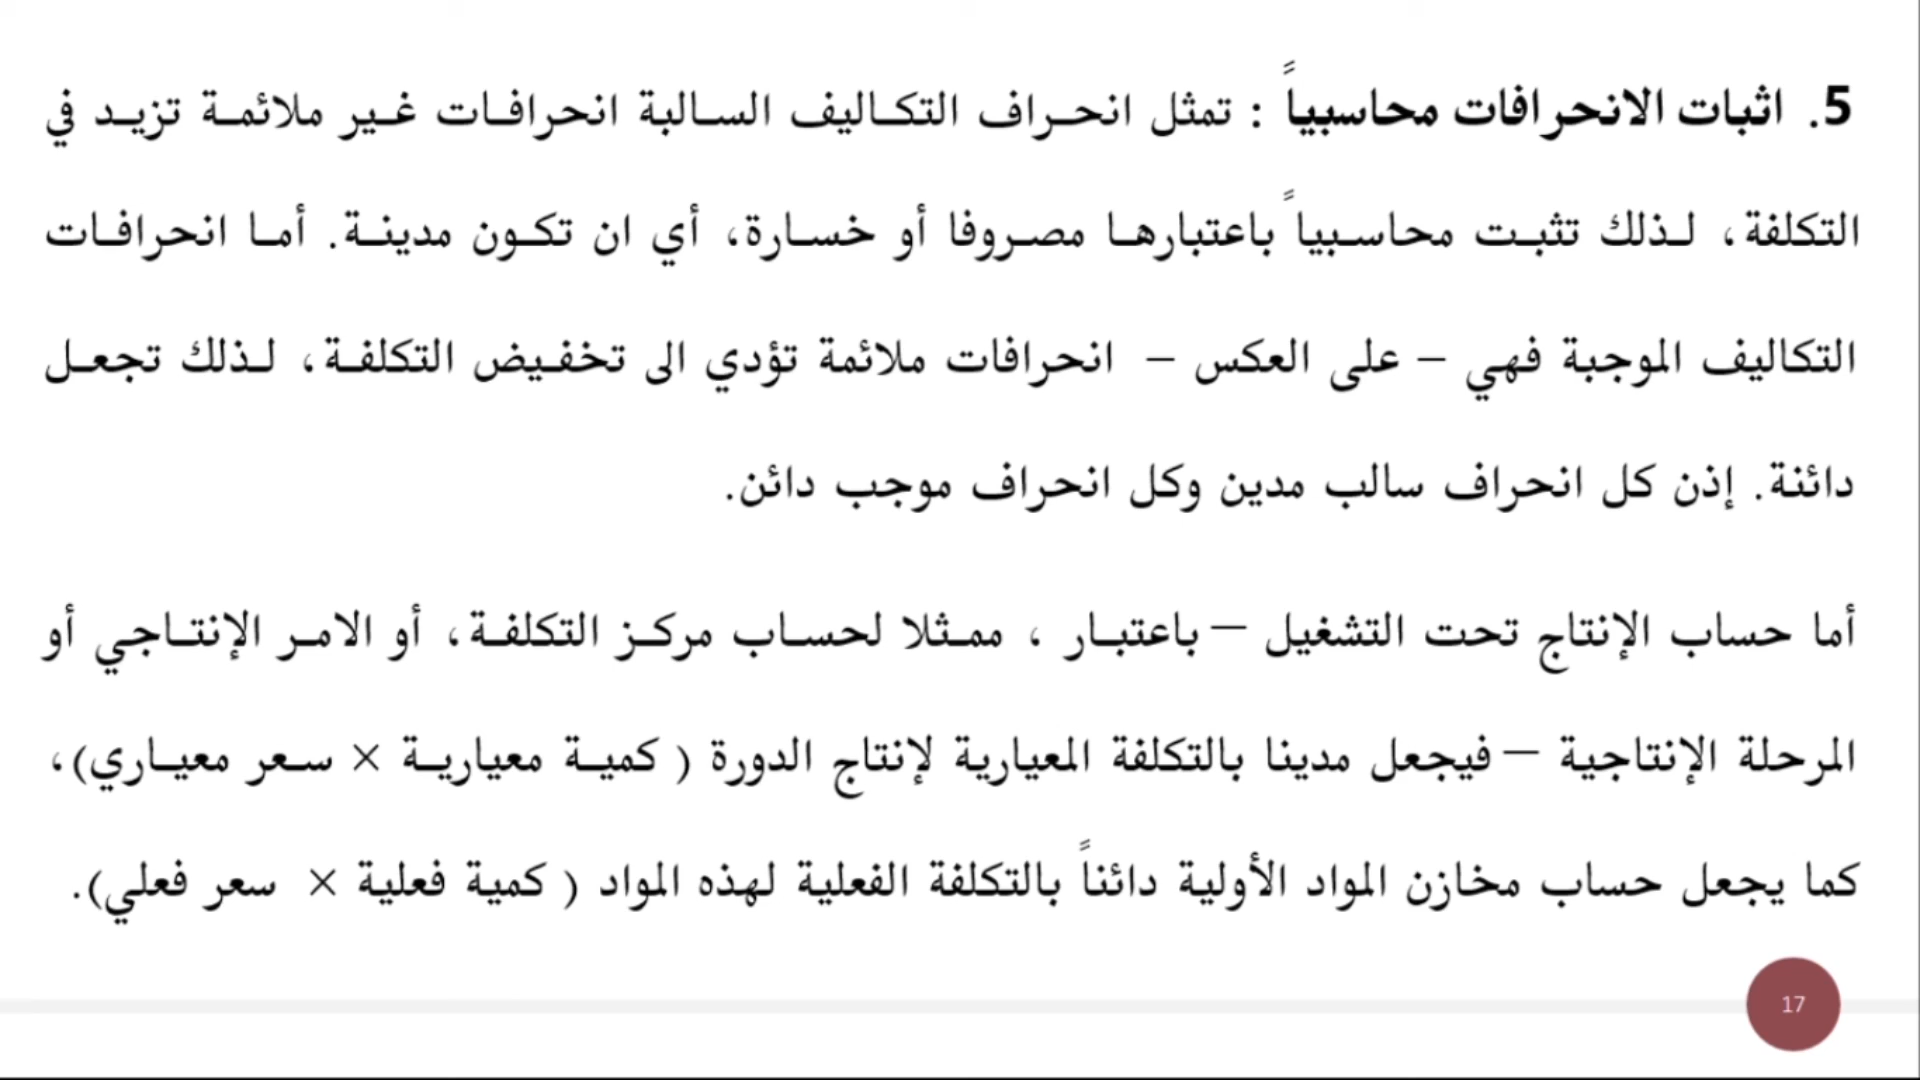 5. اثبات الانحرافات محاسبياً : تمثل انحراف التكاليف السالبة انحرافات غير ملائمة تزيد في
التكلفة، لذلك تثبت محاسبياً باعتبارها مصروفا أو خسارة، أي ان تكون مدينة. أما انحرافات
التكاليف الموجبة فهي – على العكس – انحرافات ملائمة تؤدي الى تخفيض التكلفة، لذلك تجعل
دائنة. إذن كل انحراف سالب مدين وكل انحراف موجب دائن.
أما حساب الإنتاج تحت التشغيل – باعتبار ، ممثلا لحساب مركز التكلفة، أو الامر الإنتاجي أو
المرحلة الإنتاجية – فيجعل مدينا بالتكلفة المعيارية لإنتاج الدورة ( كمية معيارية × سعر معياري)،
كما يجعل حساب مخازن المواد الأولية دائناً بالتكلفة الفعلية لهذه المواد ( كمية فعلية × سعر فعلي).
17